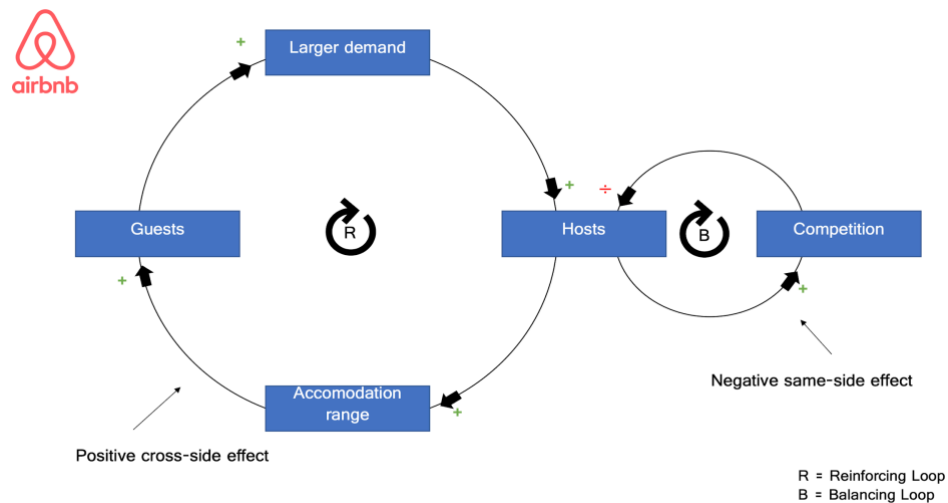 airbnb
+
Larger demand
+
÷
Guests
R
Hosts
B
Competition
+
+
Accomodation
range
+
Negative same-side effect
Positive cross-side effect
R = Reinforcing Loop
B = Balancing Loop